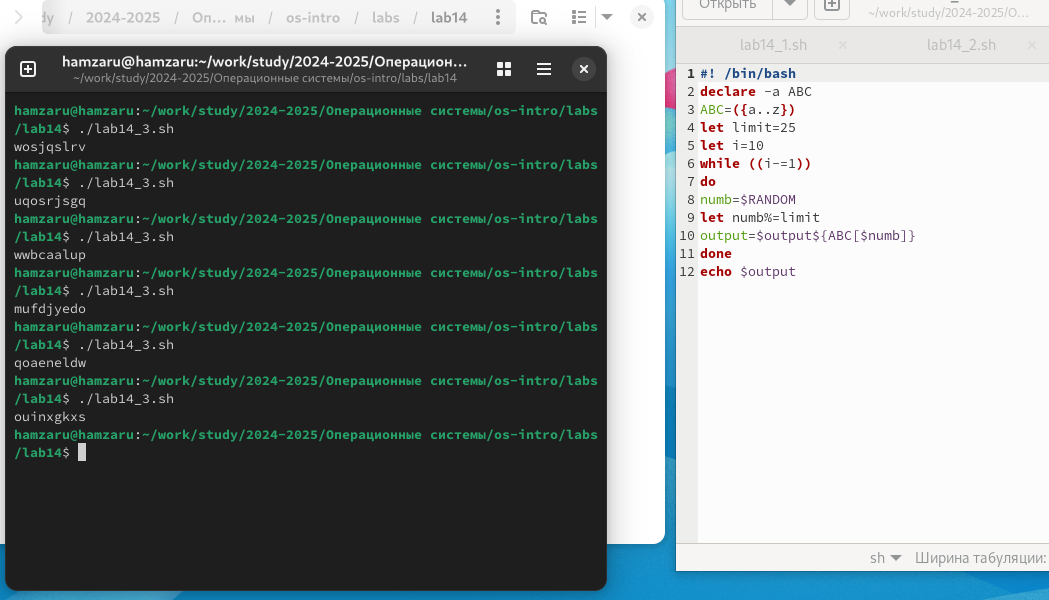 dy / 2024-2025 / Оп… мы / os-intro / labs / lab14
hamzaru@hamzaru:~/work/study/2024-2025/Операцион…
~/work/study/2024-2025/Операционные системы/os-intro/labs/lab14
hamzaru@hamzaru:~/work/study/2024-2025/Операционные системы/os-intro/labs
/lab14$ ./lab14_3.sh
wosjqslrv
hamzaru@hamzaru:~/work/study/2024-2025/Операционные системы/os-intro/labs
/lab14$ ./lab14_3.sh
uqosrjsgq
hamzaru@hamzaru:~/work/study/2024-2025/Операционные системы/os-intro/labs
/lab14$ ./lab14_3.sh
wwbcaalup
hamzaru@hamzaru:~/work/study/2024-2025/Операционные системы/os-intro/labs
/lab14$ ./lab14_3.sh
mufdjyedo
hamzaru@hamzaru:~/work/study/2024-2025/Операционные системы/os-intro/labs
/lab14$ ./lab14_3.sh
qoaeneldw
hamzaru@hamzaru:~/work/study/2024-2025/Операционные системы/os-intro/labs
/lab14$ ./lab14_3.sh
ouinxgkxs
hamzaru@hamzaru:~/work/study/2024-2025/Операционные системы/os-intro/labs
/lab14$
Открыть
~/work/study/2024-2025/О…
lab14_1.sh lab14_2.sh
1 #! /bin/bash
2 declare -a ABC
3 ABC=({a..z})
4 let limit=25
5 let i=10
6 while ((i-=1))
7 do
8 numb=$RANDOM
9 let numb%=limit
10 output=$output${ABC[$numb]}
11 done
12 echo $output
sh Ширина табуляции: